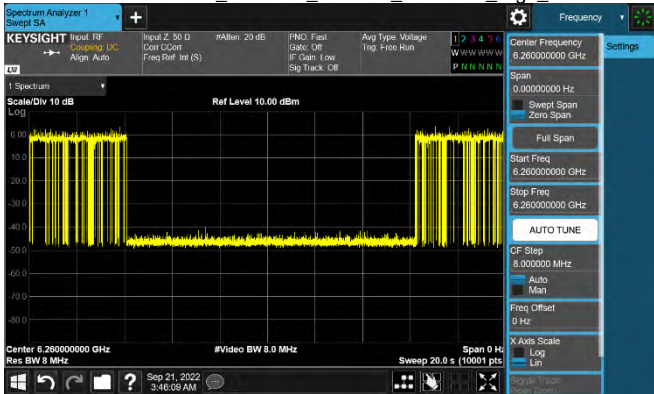 Spectrum Analyzer 1
Swept SA
+
Frequency
KEYSIGHT
Input: RF
Coupling: DC
Align: Auto
Input Z: 50 Ω
Corr CCorr
Freq Ref: Int (S)
#Atten: 20 dB
PNO: Fast
Gate: Off
IF Gain: Low
Sig Track: Off
Avg Type: Voltage
Trig: Free Run
1 2 3 4 5 6
W W W W W W
P N N N N N
LXI
Center Frequency
6.260000000 GHz
Settings
Span
0.00000000 Hz
Swept Span
Zero Span
Full Span
Start Freq
6.260000000 GHz
Stop Freq
6.260000000 GHz
AUTO TUNE
CF Step
8.000000 MHz
Auto
Man
Freq Offset
0 Hz
X Axis Scale
Log
Lin
Signal Track
(Span Zoom)
1 Spectrum
Scale/Div 10 dB
Ref Level 10.00 dBm
Log
0.00
-10.0
-20.0
-30.0
-40.0
-50.0
-60.0
-70.0
-80.0
Center 6.260000000 GHz
#Video BW 8.0 MHz
Span 0 Hz
Res BW 8 MHz
Sweep 20.0 s (10001 pts
?
Sep 21, 2022
3:46:09 AM